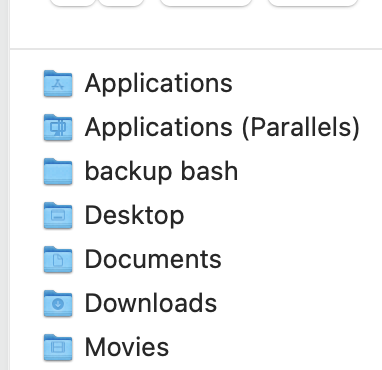 Applications
Applications (Parallels)
backup bash
Desktop
Documents
Downloads
Movies